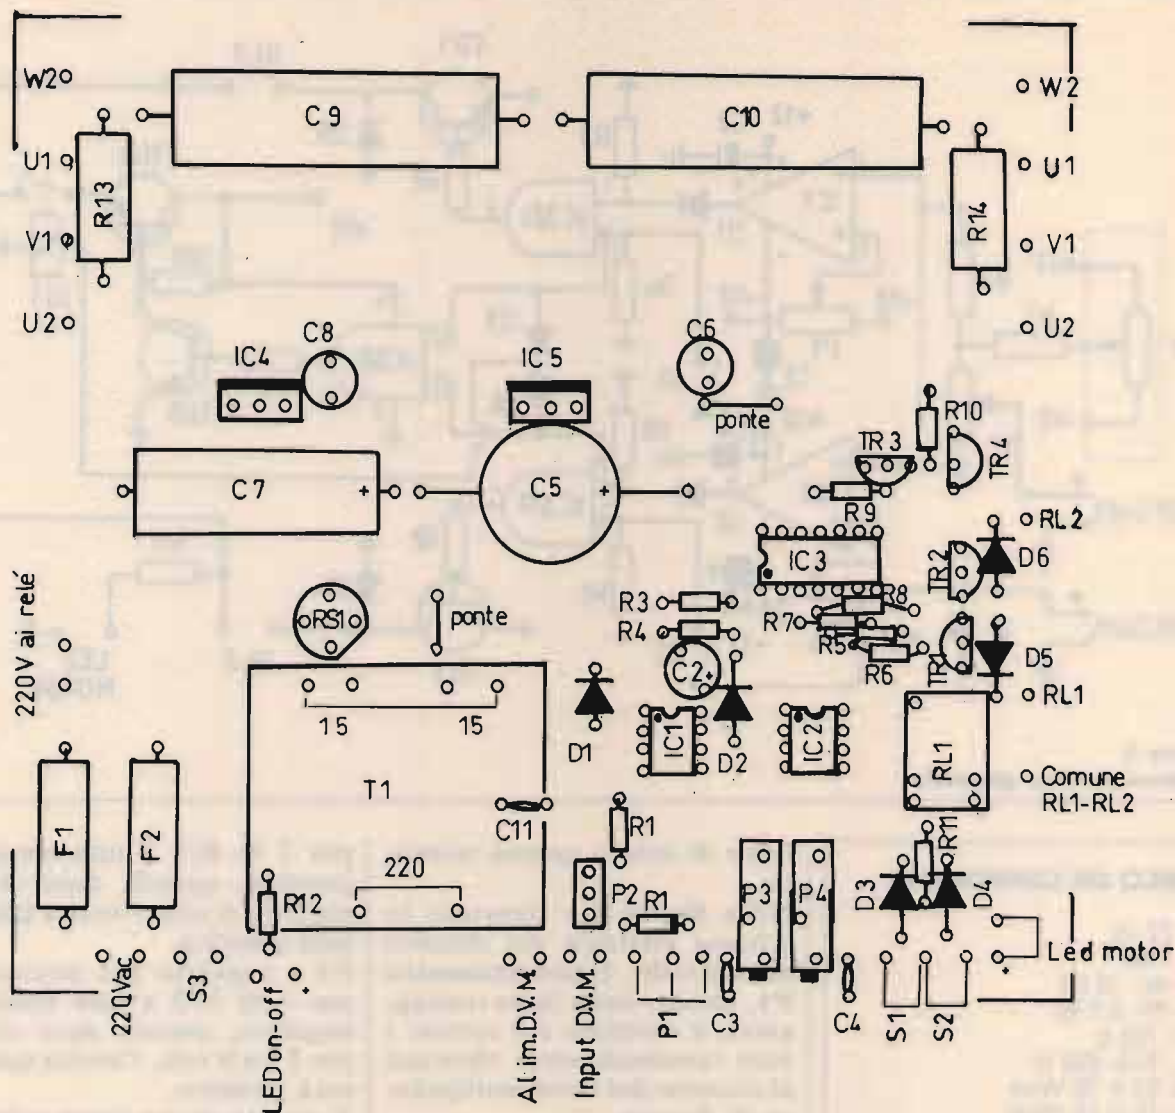 W2
C9
C10
W2
U1
R13
U1
R14
V1
V1
U2
U2
C8
C6
IC4
IC5
ponte
R10
TR3
TR4
C7
+
C5
+
R9
RL2
IC3
TR2
D6
220V ai relé
RS1
ponte
R3
R8
R4
R7
R5
R6
TR1
D5
C2
+
RL1
15
15
D1
IC1
D2
IC2
RL1
T1
Comune
RL1-RL2
C11
F1
F2
R1
R11
220
P2
P3
P4
D3
D4
R12
R1
Led motor
+
220Vac
S3
+
LED on-off
Alim.D.V.M.
Input D.V.M.
P1
C3
C4
S1
S2